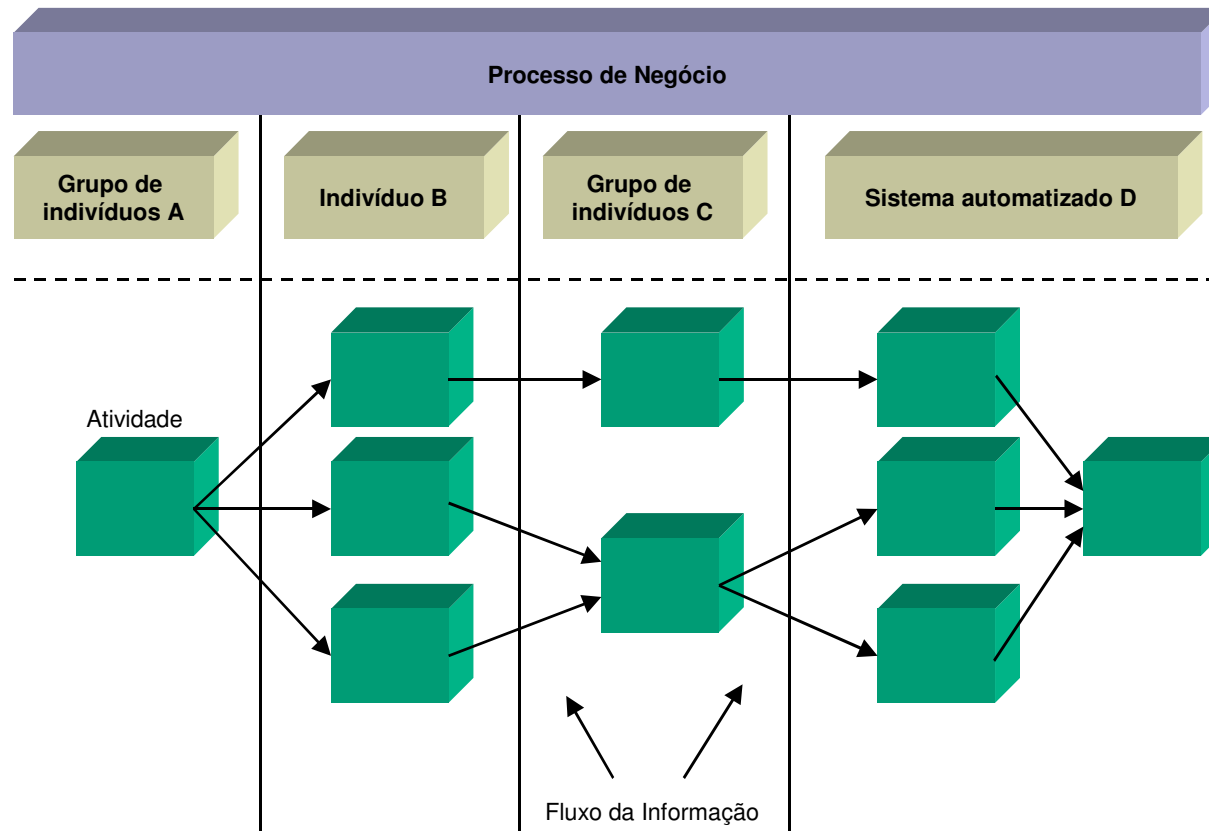 Processo de Negócio
Grupo de
indivíduos A
Indivíduo B
Grupo de
indivíduos C
Sistema automatizado D
Atividade
Fluxo da Informação